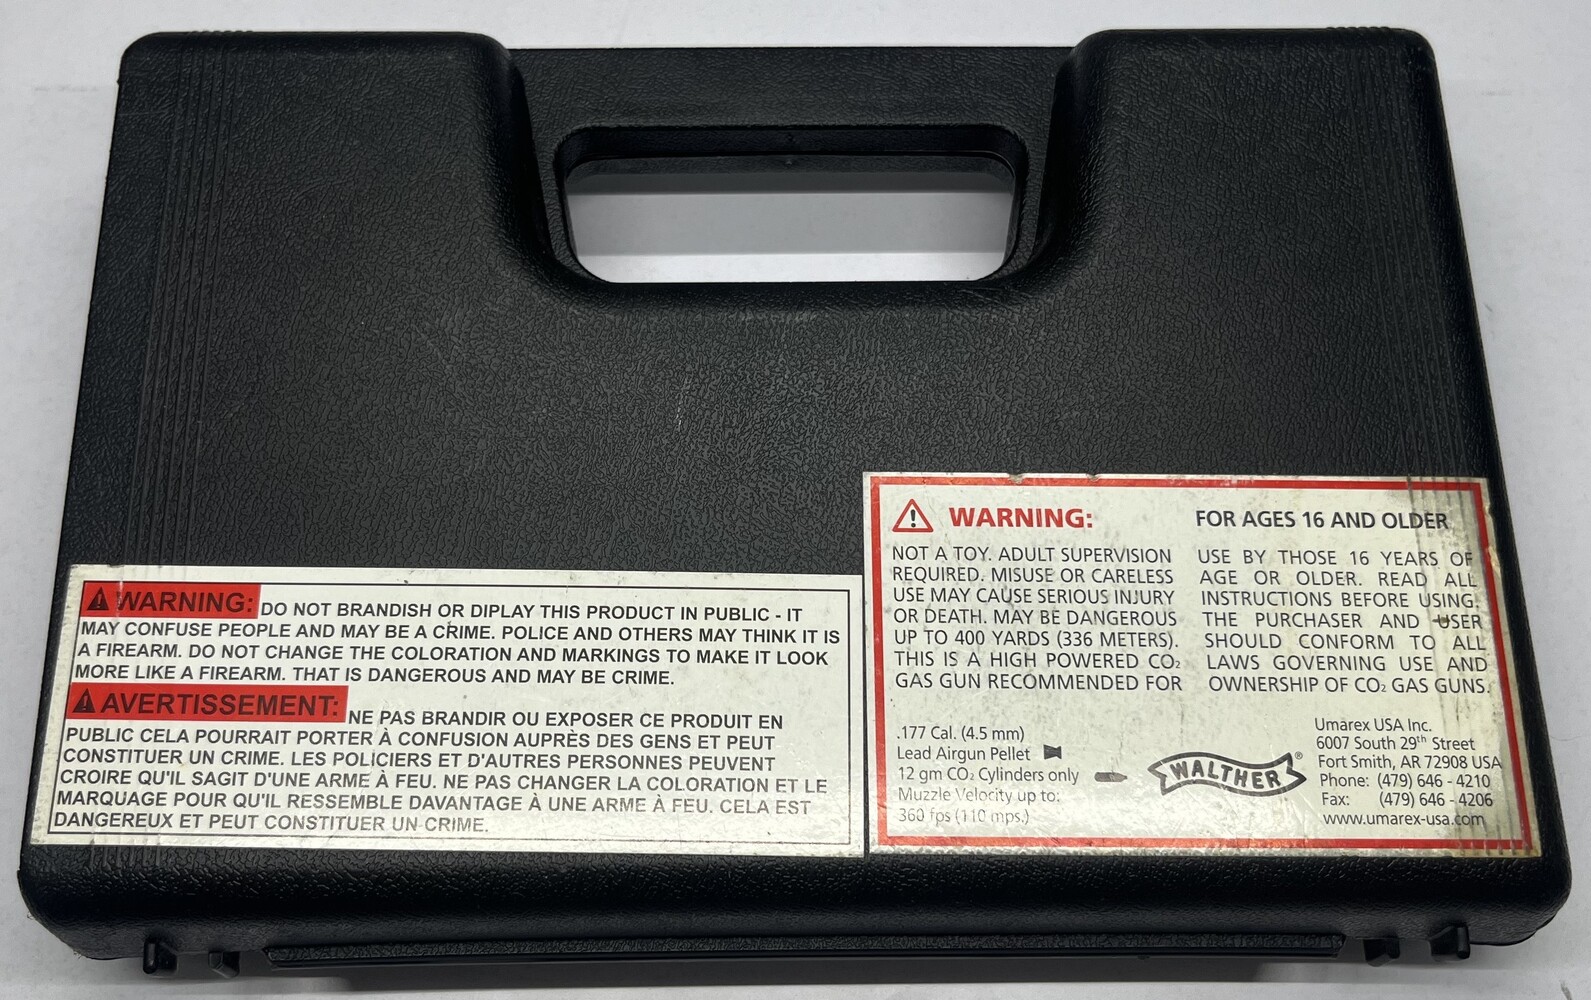 WARNING: DO NOT BRANDISH OR DIPLAY THIS PRODUCT IN PUBLIC - IT
MAY CONFUSE PEOPLE AND MAY BE A CRIME. POLICE AND OTHERS MAY THINK IT IS
A FIREARM. DO NOT CHANGE THE COLORATION AND MARKINGS TO MAKE IT LOOK
MORE LIKE A FIREARM. THAT IS DANGEROUS AND MAY BE CRIME.
AVERTISSEMENT: NE PAS BRANDIR OU EXPOSER CE PRODUIT EN
PUBLIC CELA POURRAIT PORTER À CONFUSION AUPRÈS DES GENS ET PEUT
CONSTITUER UN CRIME. LES POLICIERS ET D'AUTRES PERSONNES PEUVENT
CROIRE QU'IL SAGIT D'UNE ARME À FEU. NE PAS CHANGER LA COLORATION ET LE
MARQUAGE POUR QU'IL RESSEMBLE DAVANTAGE À UNE ARME À FEU. CELA EST
DANGEREUX ET PEUT CONSTITUER UN CRIME.
WARNING:
NOT A TOY. ADULT SUPERVISION
REQUIRED. MISUSE OR CARELESS
USE MAY CAUSE SERIOUS INJURY
OR DEATH. MAY BE DANGEROUS
UP TO 400 YARDS (336 METERS).
THIS IS A HIGH POWERED CO2
GAS GUN RECOMMENDED FOR
FOR AGES 16 AND OLDER
USE BY THOSE 16 YEARS OF
AGE OR OLDER. READ ALL
INSTRUCTIONS BEFORE USING.
THE PURCHASER AND USER
SHOULD CONFORM TO ALL
LAWS GOVERNING USE AND
OWNERSHIP OF CO2 GAS GUNS.
.177 Cal. (4.5 mm)
Lead Airgun Pellet
12 gm CO2 Cylinders only
Muzzle Velocity up to:
360 fps (110 mps.)
WALTHER®
Umarex USA Inc.
6007 South 29th Street
Fort Smith, AR 72908 USA
Phone: (479) 646 - 4210
Fax: (479) 646 - 4206
www.umarex-usa.com